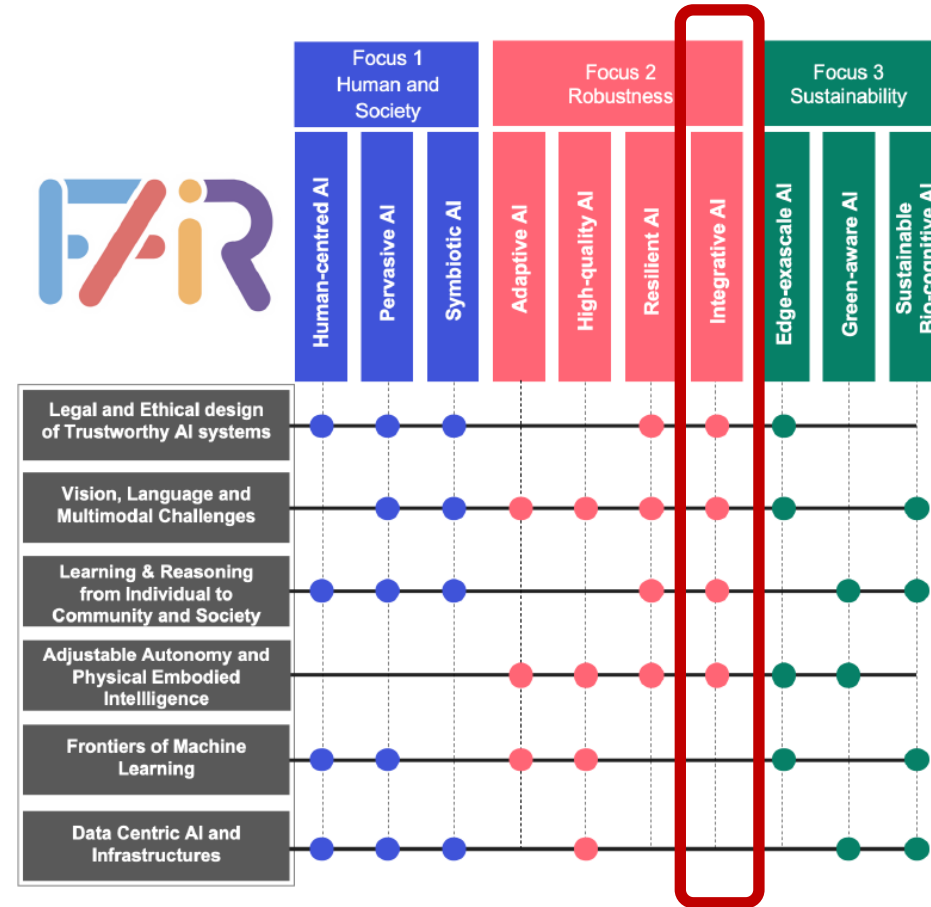 Focus 1
Human and
Society
Focus 2
Robustness
Focus 3
Sustainability
FAIR
Human-centred AI
Pervasive AI
Symbiotic AI
Adaptive AI
High-quality AI
Resilient AI
Integrative AI
Edge-exascale AI
Green-aware AI
Sustainable
Bio-cognitive AI
Legal and Ethical design
of Trustworthy AI systems
Vision, Language and
Multimodal Challenges
Learning & Reasoning
from Individual to
Community and Society
Adjustable Autonomy and
Physical Embodied
Intellligence
Frontiers of Machine
Learning
Data Centric AI and
Infrastructures